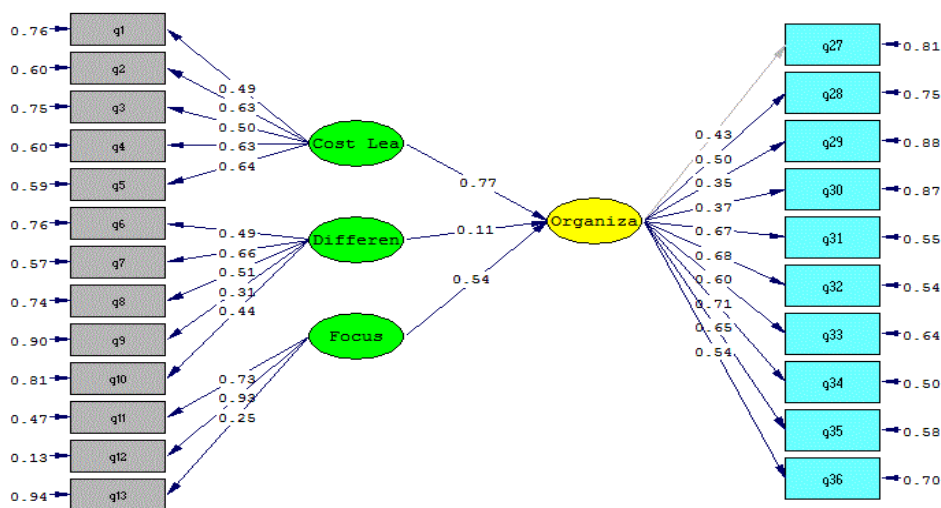 0.76 q1
0.60 q2
0.75 q3
0.60 q4
0.59 q5
0.76 q6
0.57 q7
0.74 q8
0.90 q9
0.81 q10
0.47 q11
0.13 q12
0.94 q13
0.49
0.63
0.50
0.63
0.64
0.49
0.66
0.51
0.31
0.44
0.73
0.93
0.25
Cost Lea
Differen
Focus
0.77
0.11
0.54
Organiza
0.43
0.50
0.35
0.37
0.67
0.68
0.60
0.71
0.65
0.54
q27 0.81
q28 0.75
q29 0.88
q30 0.87
q31 0.55
q32 0.54
q33 0.64
q34 0.50
q35 0.58
q36 0.70